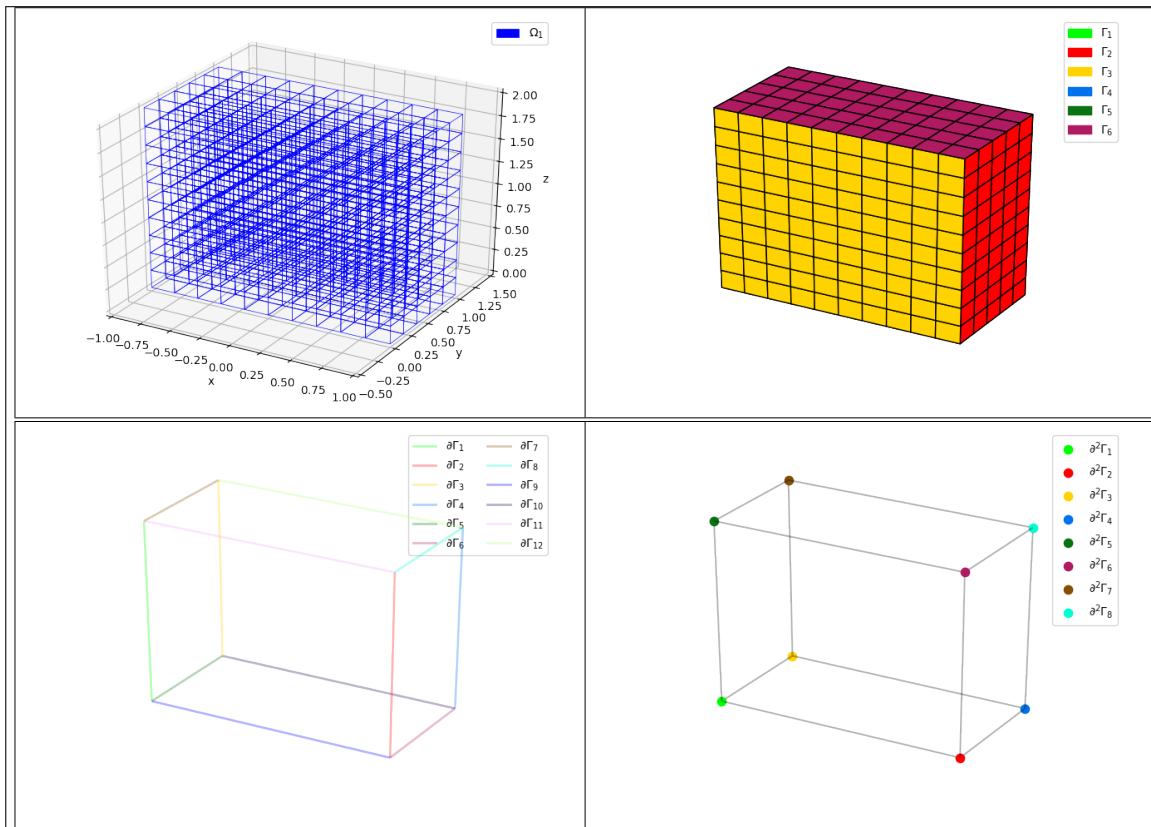 Ω₁
2.00
1.75
1.50
1.25
1.00
0.75
0.50
0.25
0.00
z
1.50
1.25
1.00
0.75
0.50
0.25
0.00
−0.25
−0.50
y
−1.00
−0.75
−0.50
−0.25
0.00
0.25
0.50
0.75
1.00
x
Γ₁
Γ₂
Γ₃
Γ₄
Γ₅
Γ₆
∂Γ₁ ∂Γ₇
∂Γ₂ ∂Γ₈
∂Γ₃ ∂Γ₉
∂Γ₄ ∂Γ₁₀
∂Γ₅ ∂Γ₁₁
∂Γ₆ ∂Γ₁₂
∂²Γ₁
∂²Γ₂
∂²Γ₃
∂²Γ₄
∂²Γ₅
∂²Γ₆
∂²Γ₇
∂²Γ₈